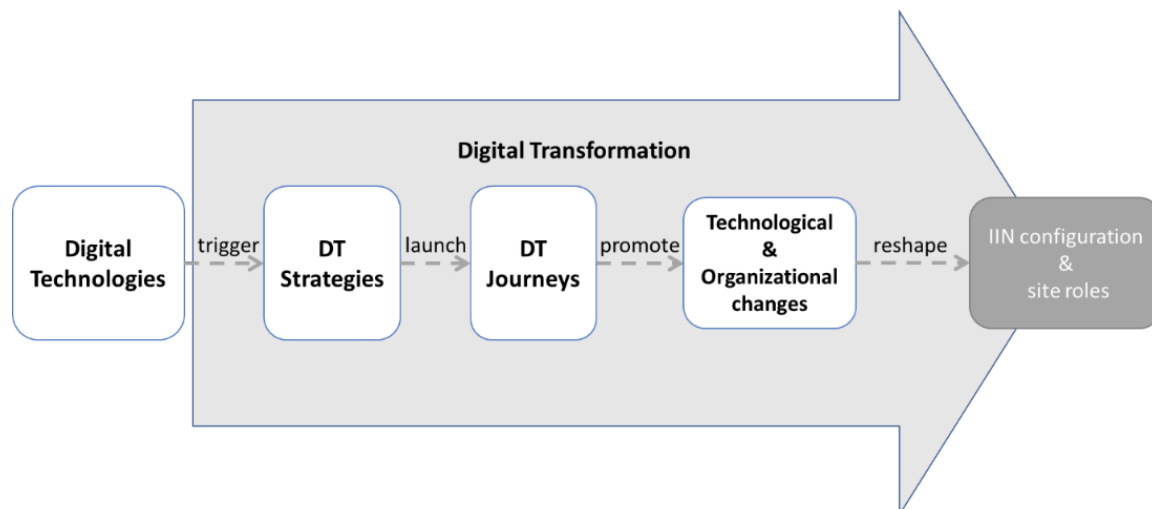 Digital Transformation
Digital
Technologies
trigger
DT
Strategies
launch
DT
Journeys
promote
Technological
&
Organizational
changes
reshape
IIN configuration
&
site roles